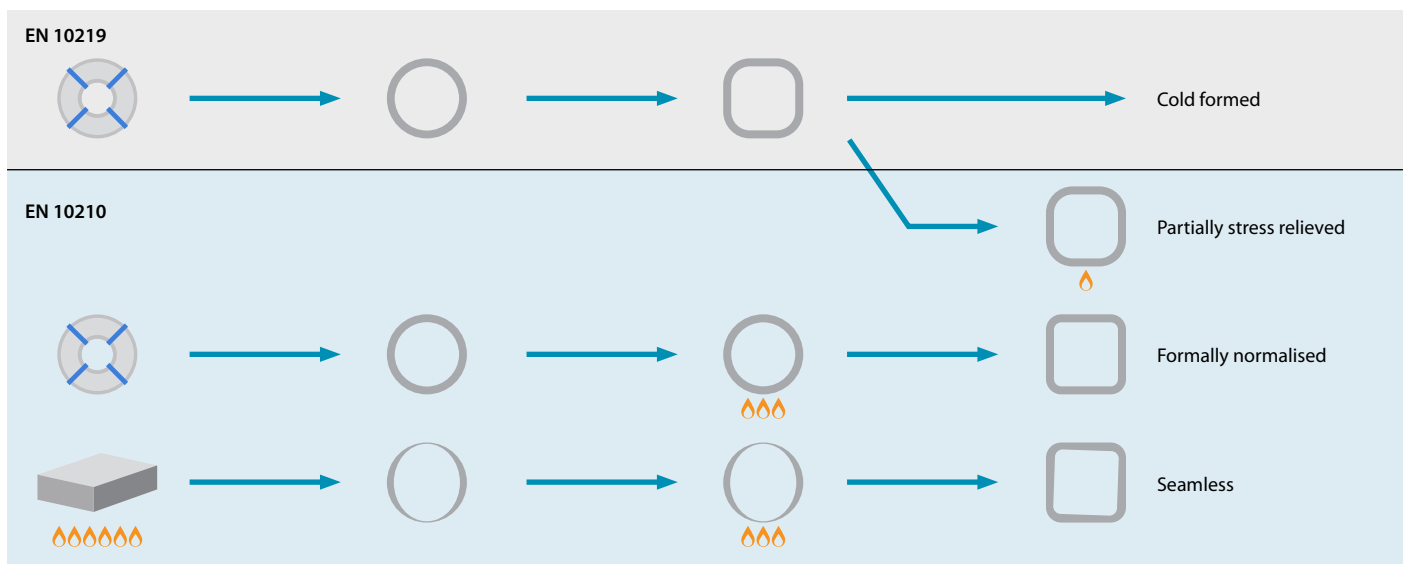 EN 10219
Cold formed
EN 10210
Partially stress relieved
Formally normalised
Seamless